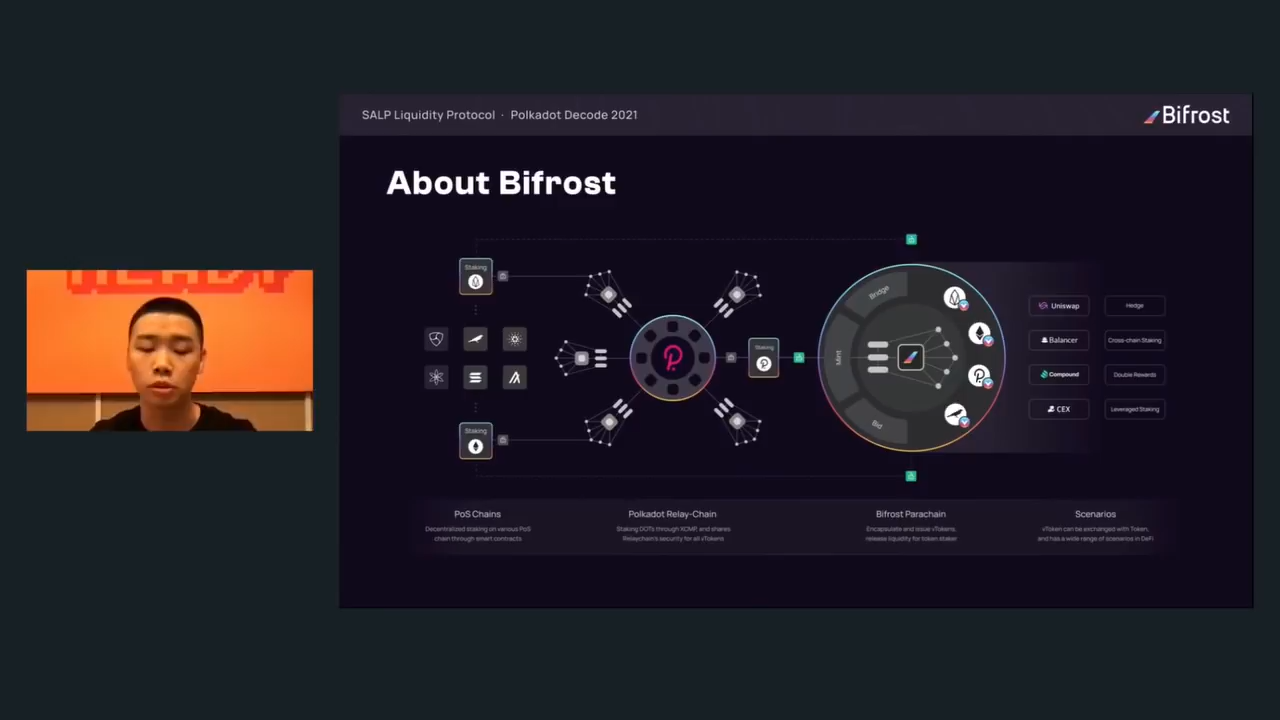 SALP Liquidity Protocol · Polkadot Decode 2021
Bifrost
About Bifrost
Staking
Staking
Staking
Bridge
Mint
Bid
Uniswap
Hedge
Balancer
Cross-chain Staking
Compound
Double Rewards
CEX
Leveraged Staking
PoS Chains
Decentralized staking on various PoS
chain through smart contracts
Polkadot Relay-Chain
Staking DOTs through XCMP, and shares
Relaychain's security for all vTokens
Bifrost Parachain
Encapsulate and issue vTokens,
release liquidity for token staker
Scenarios
vToken can be exchanged with Token,
and has a wide range of scenarios in DeFi